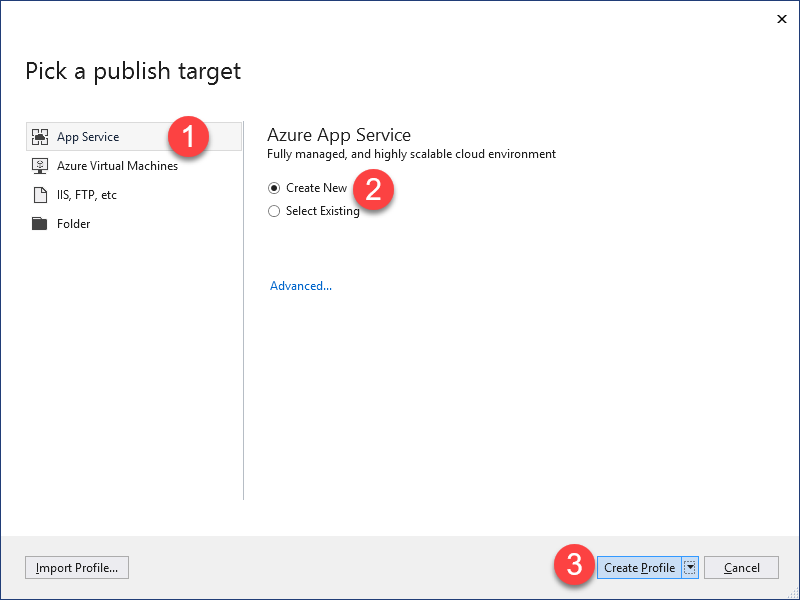 Pick a publish target
App Service
1
Azure Virtual Machines
IIS, FTP, etc
Folder
Azure App Service
Fully managed, and highly scalable cloud environment
Create New
2
Select Existing
Advanced...
Import Profile...
3
Create Profile
Cancel